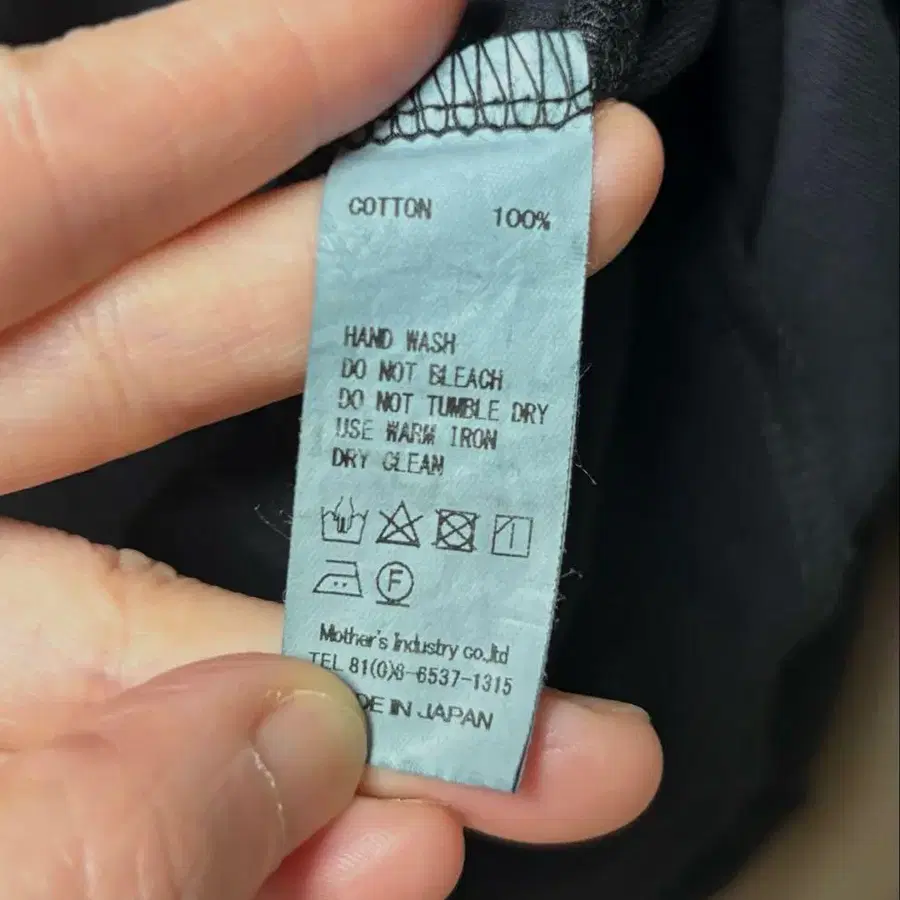 COTTON 100%
HAND WASH
DO NOT BLEACH
DO NOT TUMBLE DRY
USE WARM IRON
DRY CLEAN
F
Mother's Industry co.,ltd
TEL 81(0)6-6537-1315
DE IN JAPAN